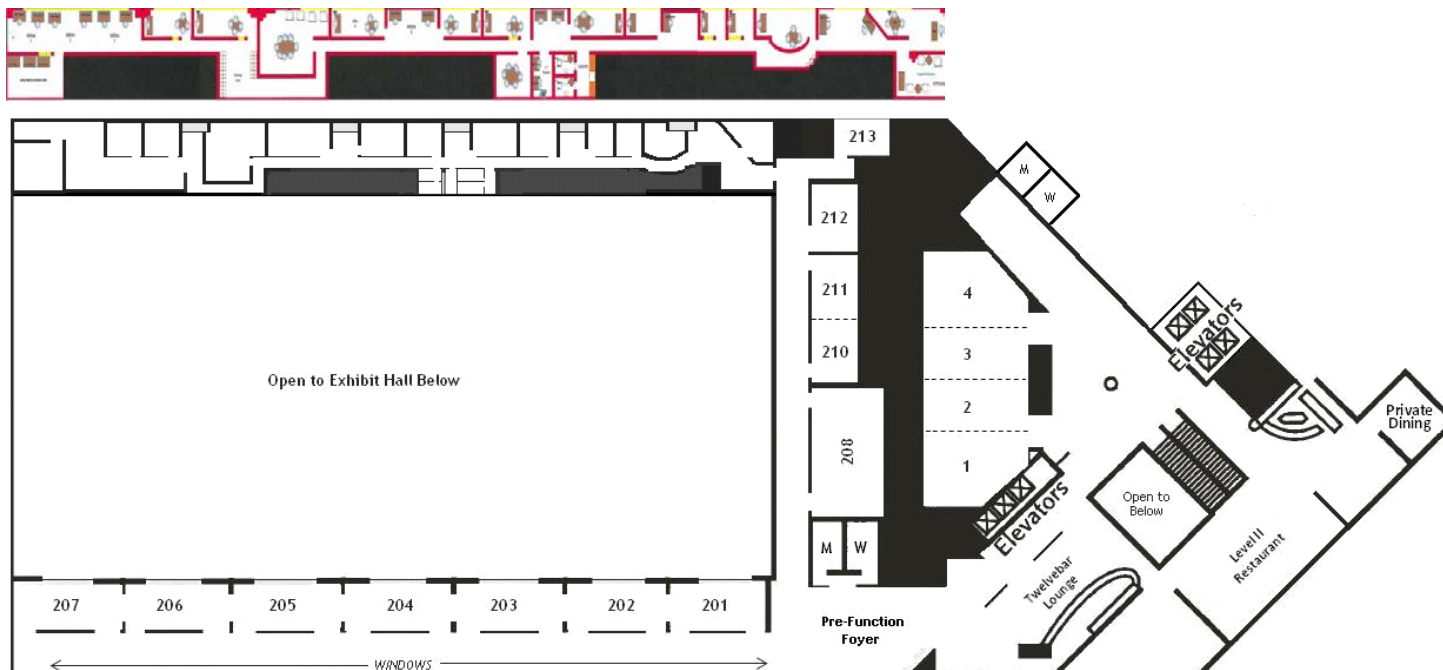 213
M
W
212
211
4
Elevators
210
3
Open to Exhibit Hall Below
2
Private
Dining
208
1
Elevators
Open to
Below
M
W
Level II
Restaurant
Twelvebar
Lounge
207
206
205
204
203
202
201
Pre-Function
Foyer
WINDOWS